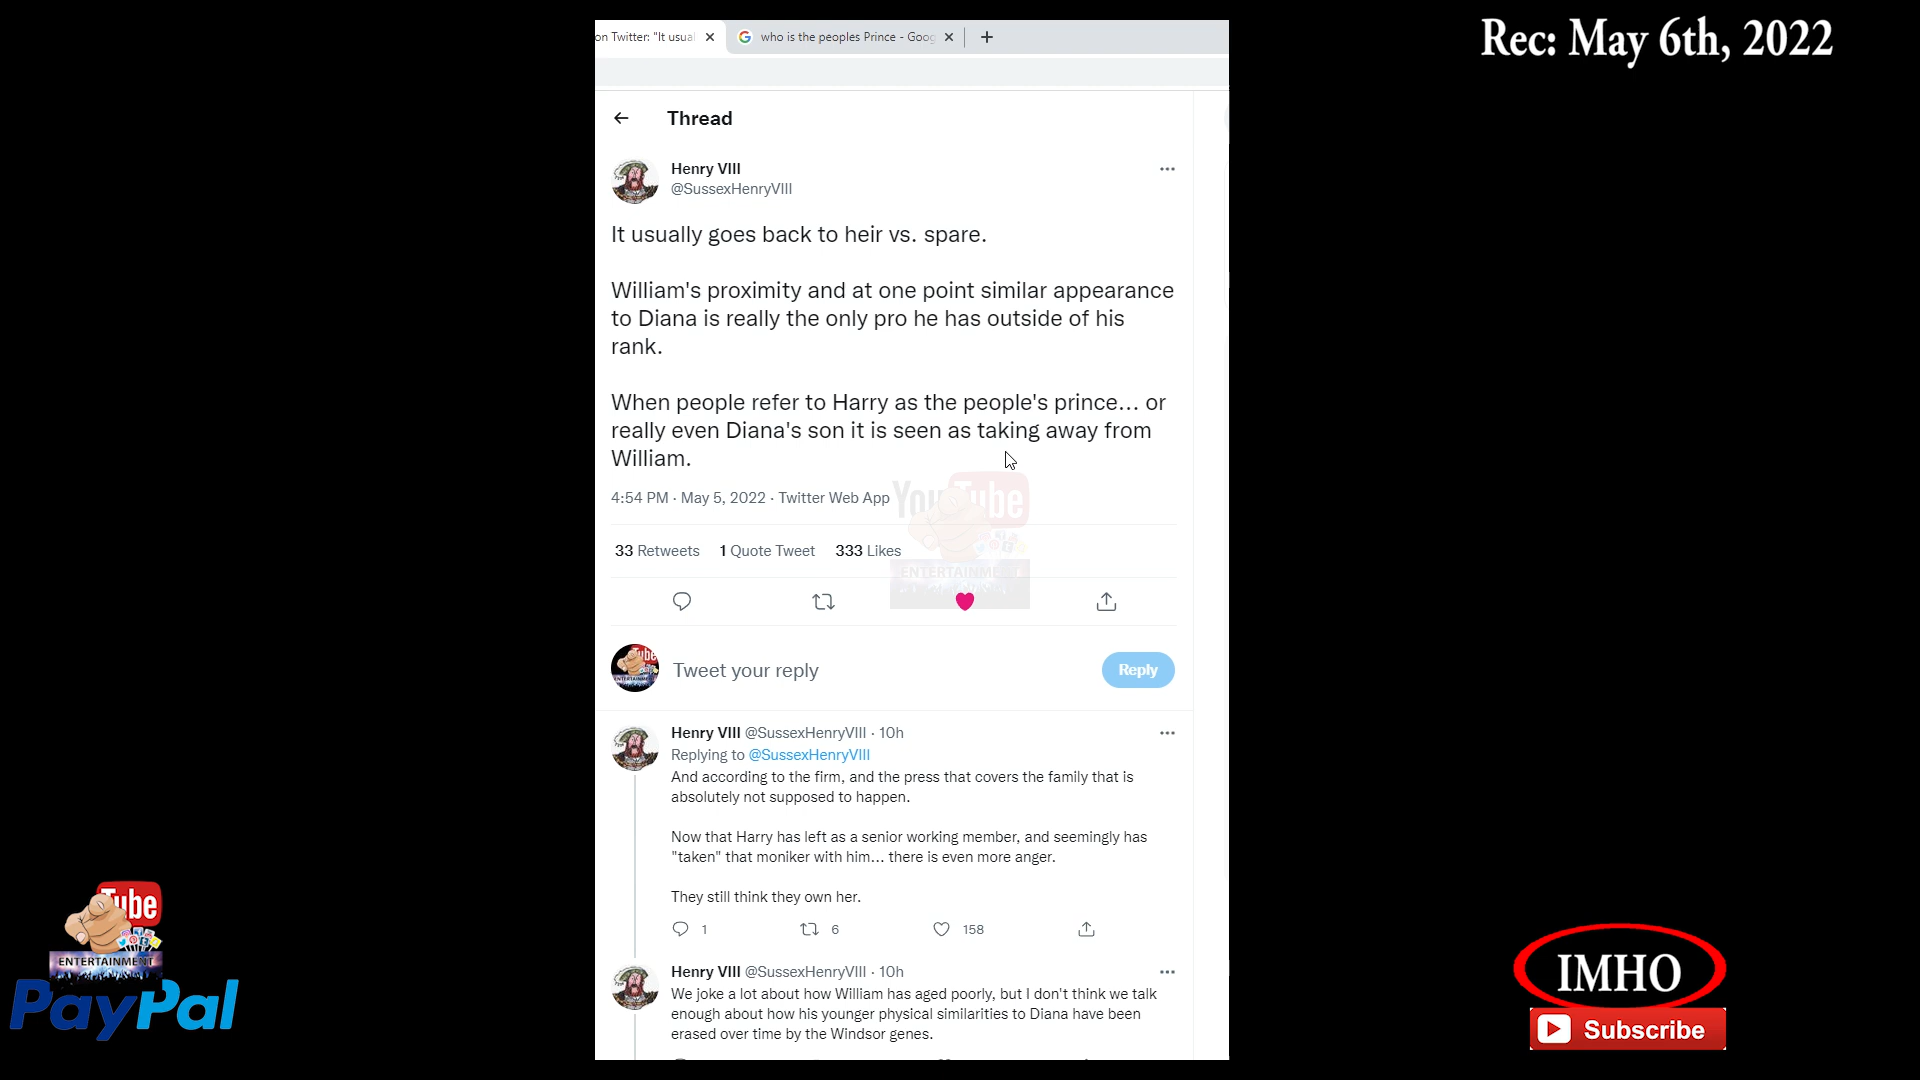 Rec: May 6th, 2022
on Twitter: "It usua
who is the peoples Prince - Goog
Thread
Henry VIII
@SussexHenryVIII
It usually goes back to heir vs. spare.
William's proximity and at one point similar appearance
to Diana is really the only pro he has outside of his
rank.
When people refer to Harry as the people's prince... or
really even Diana's son it is seen as taking away from
William.
4:54 PM · May 5, 2022 · Twitter Web App
YouTube
ENTERTAINMENT
33 Retweets 1 Quote Tweet 333 Likes
Tweet your reply
Reply
Henry VIII @SussexHenryVIII · 10h
Replying to @SussexHenryVIII
And according to the firm, and the press that covers the family that is
absolutely not supposed to happen.
Now that Harry has left as a senior working member, and seemingly has
"taken" that moniker with him... there is even more anger.
They still think they own her.
1 6 158
Henry VIII @SussexHenryVIII · 10h
We joke a lot about how William has aged poorly, but I don't think we talk
enough about how his younger physical similarities to Diana have been
erased over time by the Windsor genes.
Tube
ENTERTAINMENT
PayPal
IMHO
Subscribe